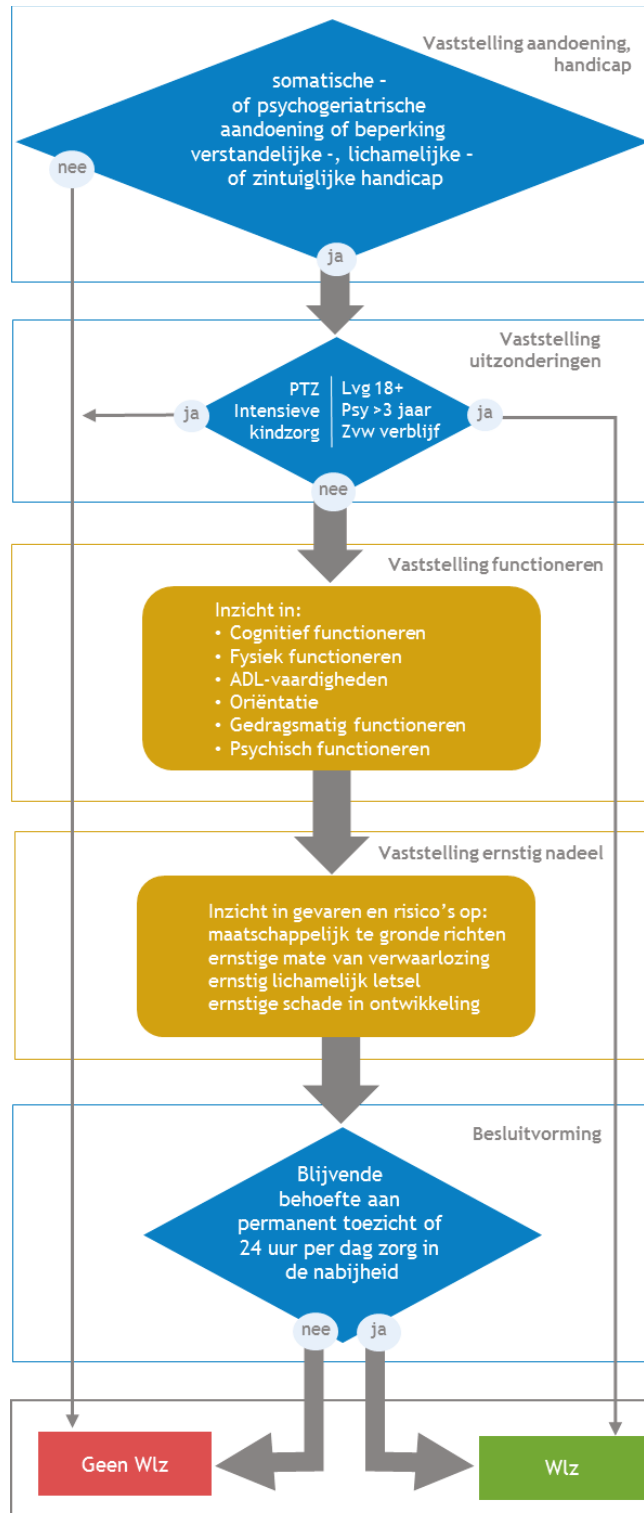 Vaststelling aandoening,
handicap
somatische –
of psychogeriatrische
aandoening of beperking
verstandelijke -, lichamelijke –
of zintuiglijke handicap
nee
ja
Vaststelling
uitzonderingen
PTZ
Intensieve
kindzorg
Lvg 18+
Psy >3 jaar
Zvw verblijf
ja
ja
nee
Vaststelling functioneren
Inzicht in:
• Cognitief functioneren
• Fysiek functioneren
• ADL-vaardigheden
• Oriëntatie
• Gedragsmatig functioneren
• Psychisch functioneren
Vaststelling ernstig nadeel
Inzicht in gevaren en risico’s op:
maatschappelijk te gronde richten
ernstige mate van verwaarlozing
ernstig lichamelijk letsel
ernstige schade in ontwikkeling
Besluitvorming
Blijvende
behoefte aan
permanent toezicht of
24 uur per dag zorg in
de nabijheid
nee
ja
Geen Wlz
Wlz